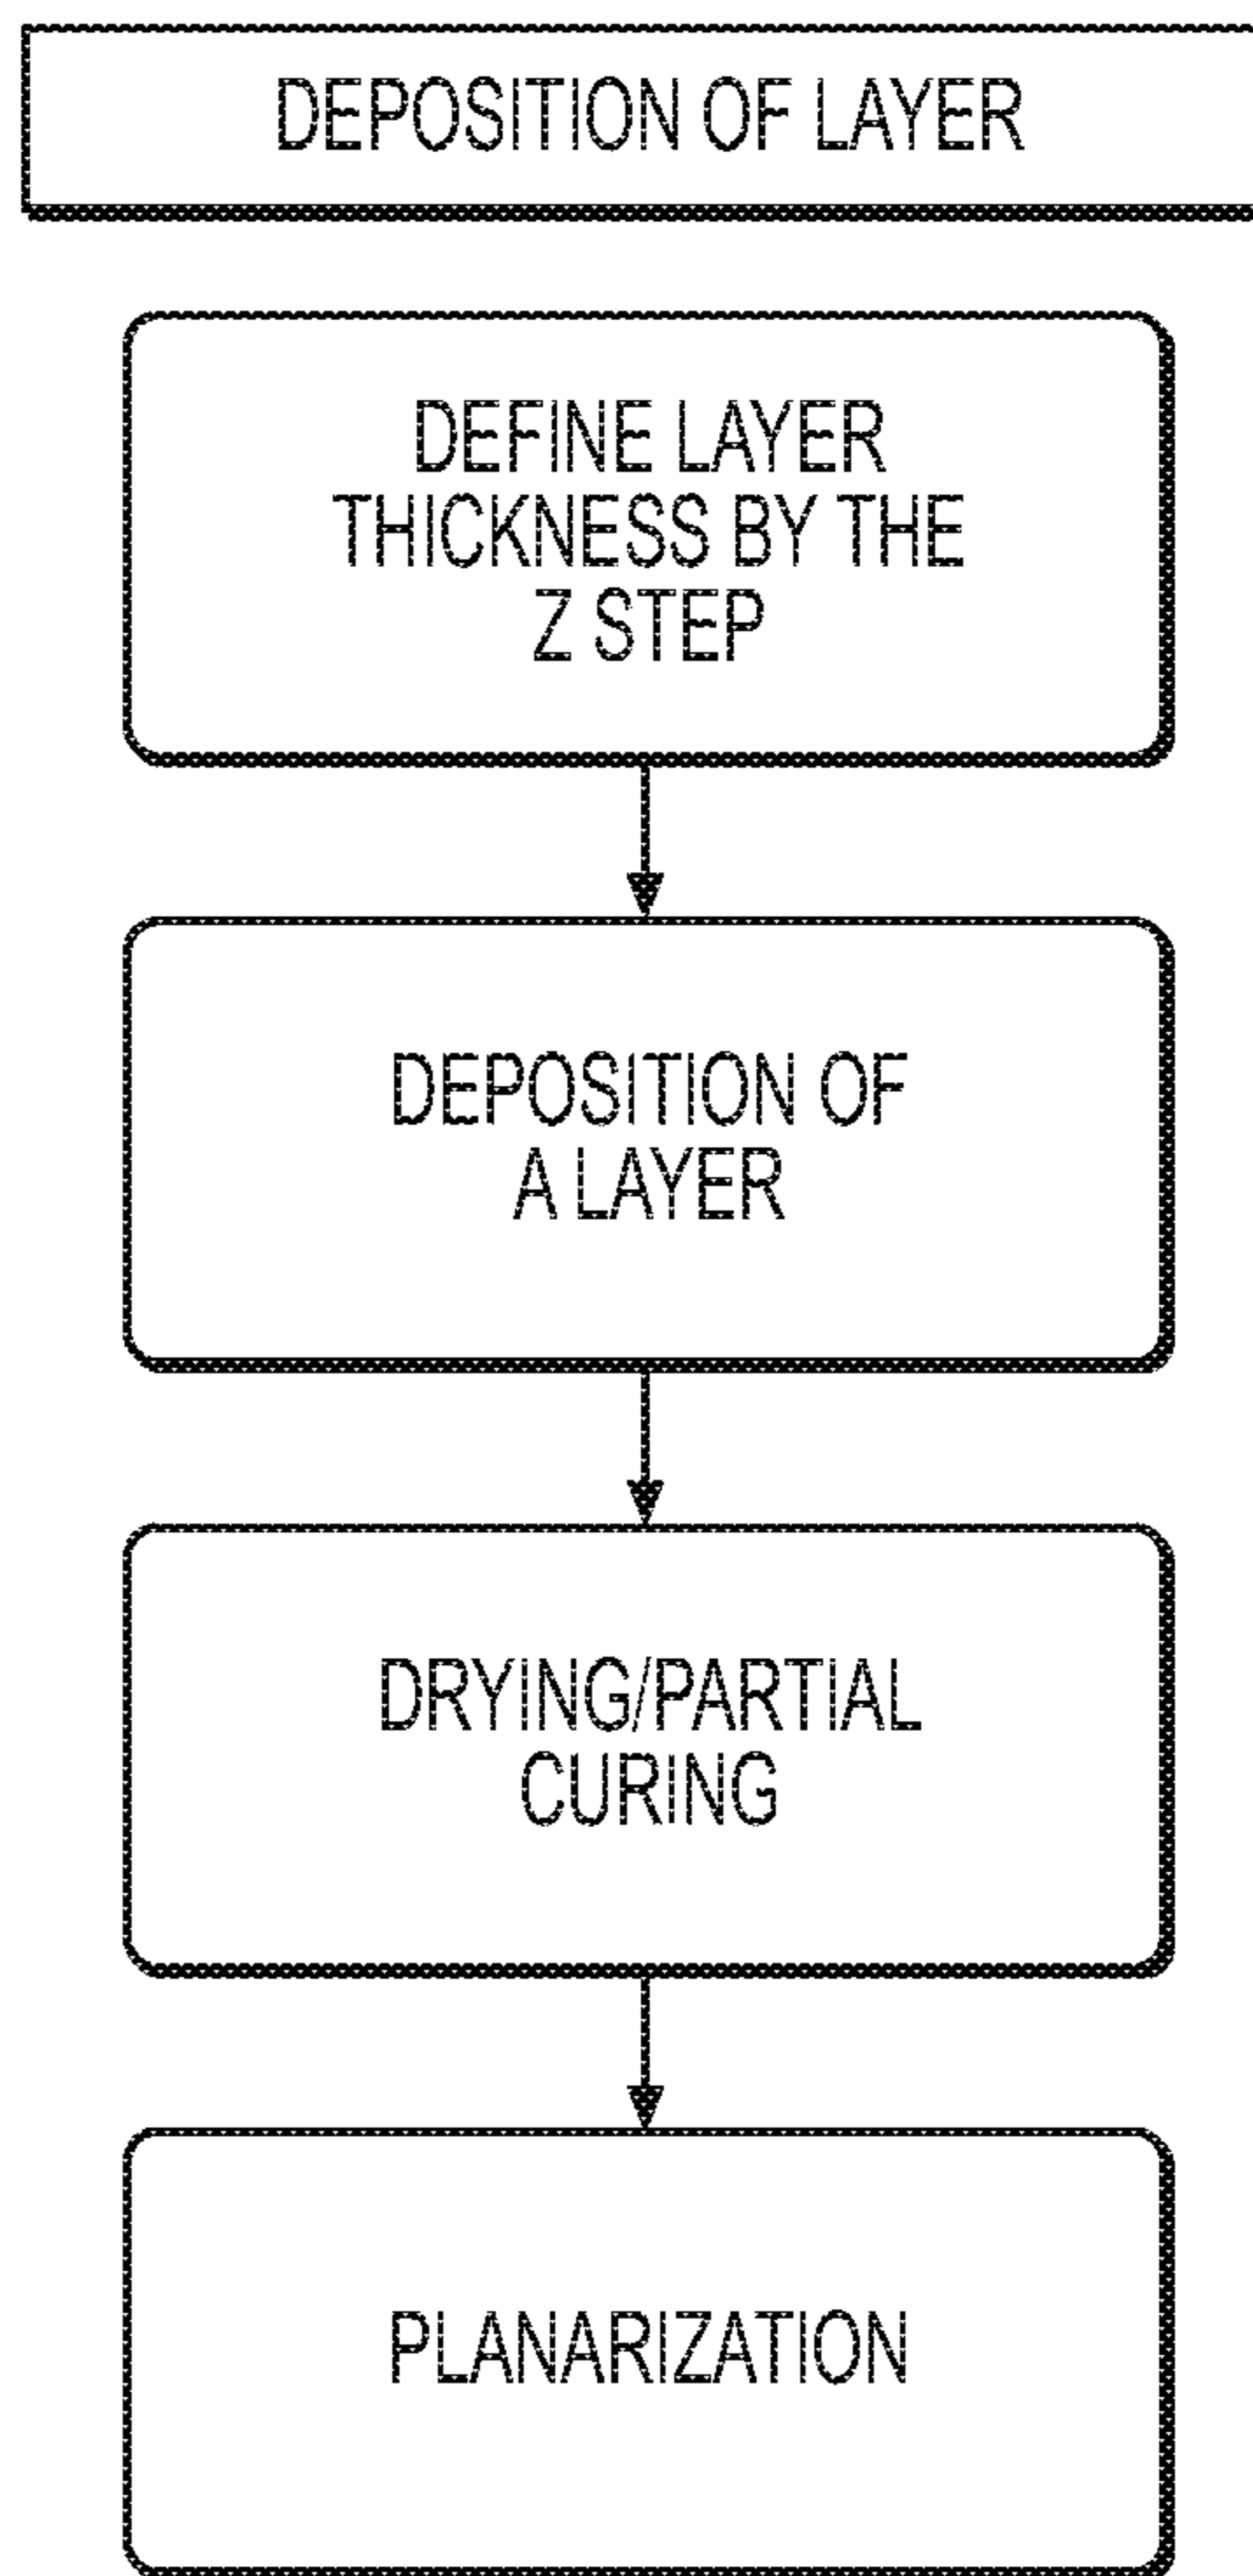 DEPOSITION OF LAYER
DEFINE LAYER
THICKNESS BY THE
Z STEP
DEPOSITION OF
A LAYER
DRYING/PARTIAL
CURING
PLANARIZATION